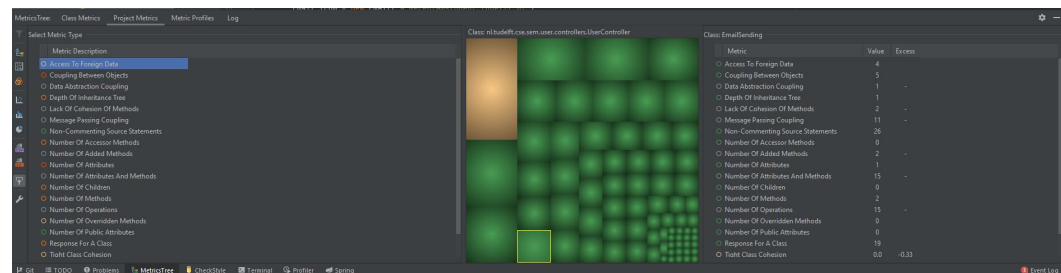 MetricsTree: Class Metrics Project Metrics Metric Profiles Log
Select Metric Type
Metric Description
Access To Foreign Data
Coupling Between Objects
Data Abstraction Coupling
Depth Of Inheritance Tree
Lack Of Cohesion Of Methods
Message Passing Coupling
Non-Commenting Source Statements
Number Of Accessor Methods
Number Of Added Methods
Number Of Attributes
Number Of Attributes And Methods
Number Of Children
Number Of Methods
Number Of Operations
Number Of Overridden Methods
Number Of Public Attributes
Response For A Class
Tight Class Cohesion
Class: nl.tudelft.cse.sem.user.controllers.UserController
Class: EmailSending
Metric Value Excess
Access To Foreign Data 4
Coupling Between Objects 5
Data Abstraction Coupling 1 -
Depth Of Inheritance Tree 1
Lack Of Cohesion Of Methods 2 -
Message Passing Coupling 11 -
Non-Commenting Source Statements 26
Number Of Accessor Methods 0
Number Of Added Methods 2 -
Number Of Attributes 1
Number Of Attributes And Methods 15 -
Number Of Children 0
Number Of Methods 2
Number Of Operations 15 -
Number Of Overridden Methods 0
Number Of Public Attributes 0
Response For A Class 19
Tight Class Cohesion 0.0 -0.33
Git TODO Problems MetricsTree CheckStyle Terminal Profiler Spring 1 Event Log